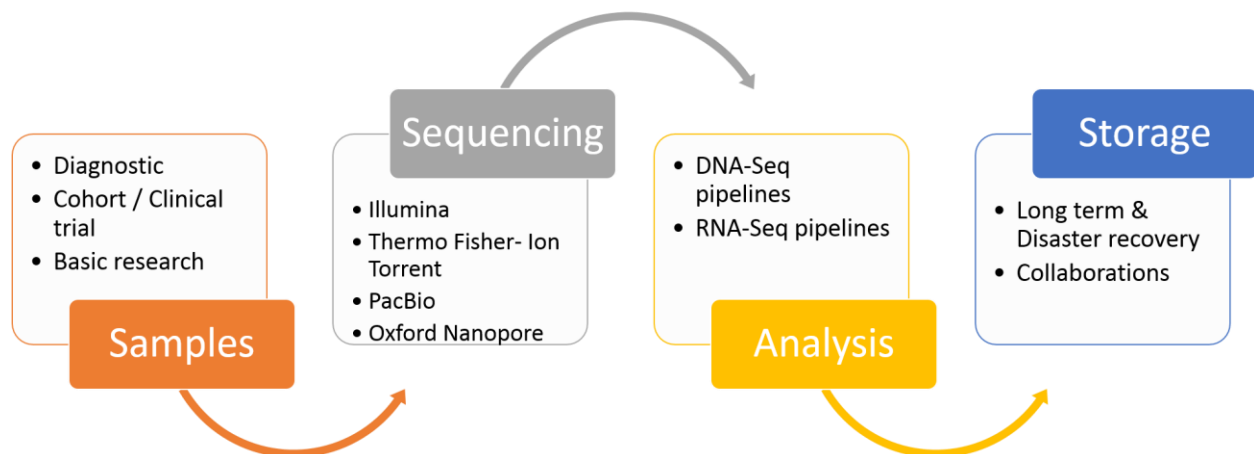 • Diagnostic
• Cohort / Clinical
trial
• Basic research
Samples
Sequencing
• Illumina
• Thermo Fisher- Ion
Torrent
• PacBio
• Oxford Nanopore
• DNA-Seq
pipelines
• RNA-Seq pipelines
Analysis
Storage
• Long term &
Disaster recovery
• Collaborations